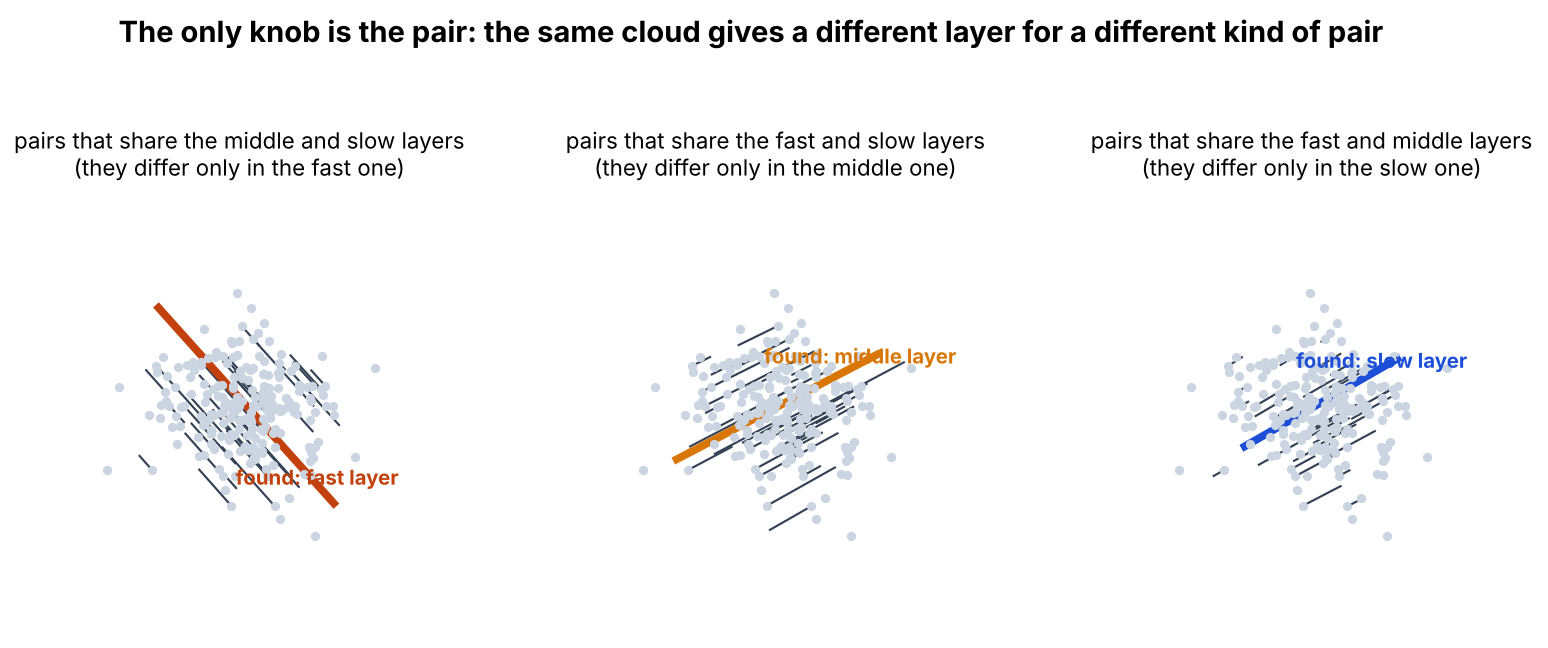 The only knob is the pair: the same cloud gives a different layer for a different kind of pair
pairs that share the middle and slow layers
(they differ only in the fast one)
pairs that share the fast and slow layers
(they differ only in the middle one)
pairs that share the fast and middle layers
(they differ only in the slow one)
found: fast layer
found: middle layer
found: slow layer